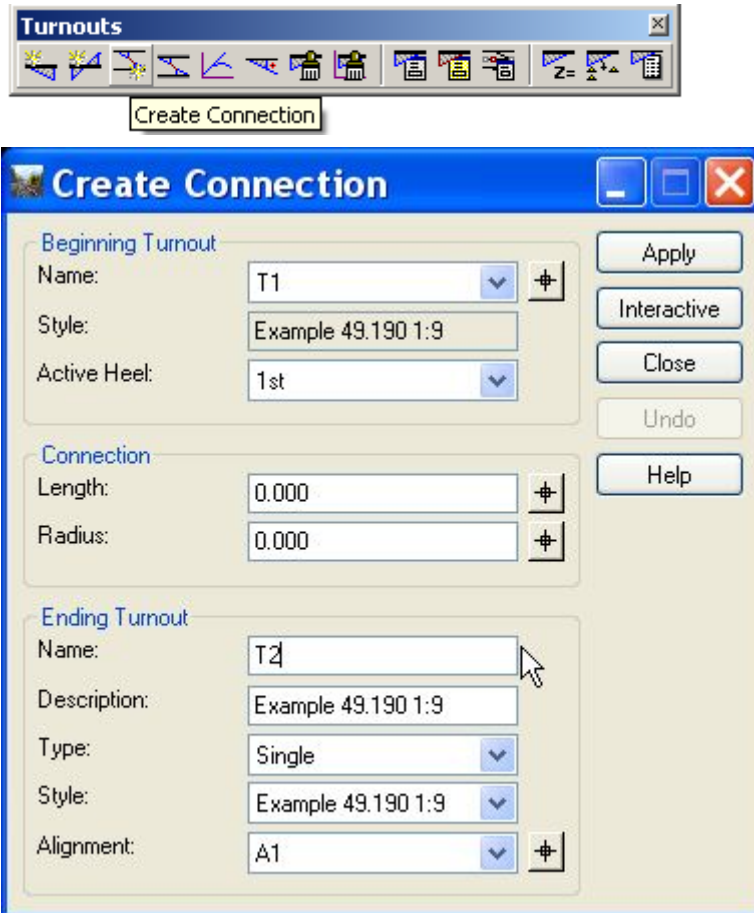 Turnouts
Z=
Create Connection
Create Connection
Beginning Turnout
Name: T1
Style: Example 49.190 1:9
Active Heel: 1st
Apply
Interactive
Close
Undo
Help
Connection
Length: 0.000
Radius: 0.000
Ending Turnout
Name: T2
Description: Example 49.190 1:9
Type: Single
Style: Example 49.190 1:9
Alignment: A1